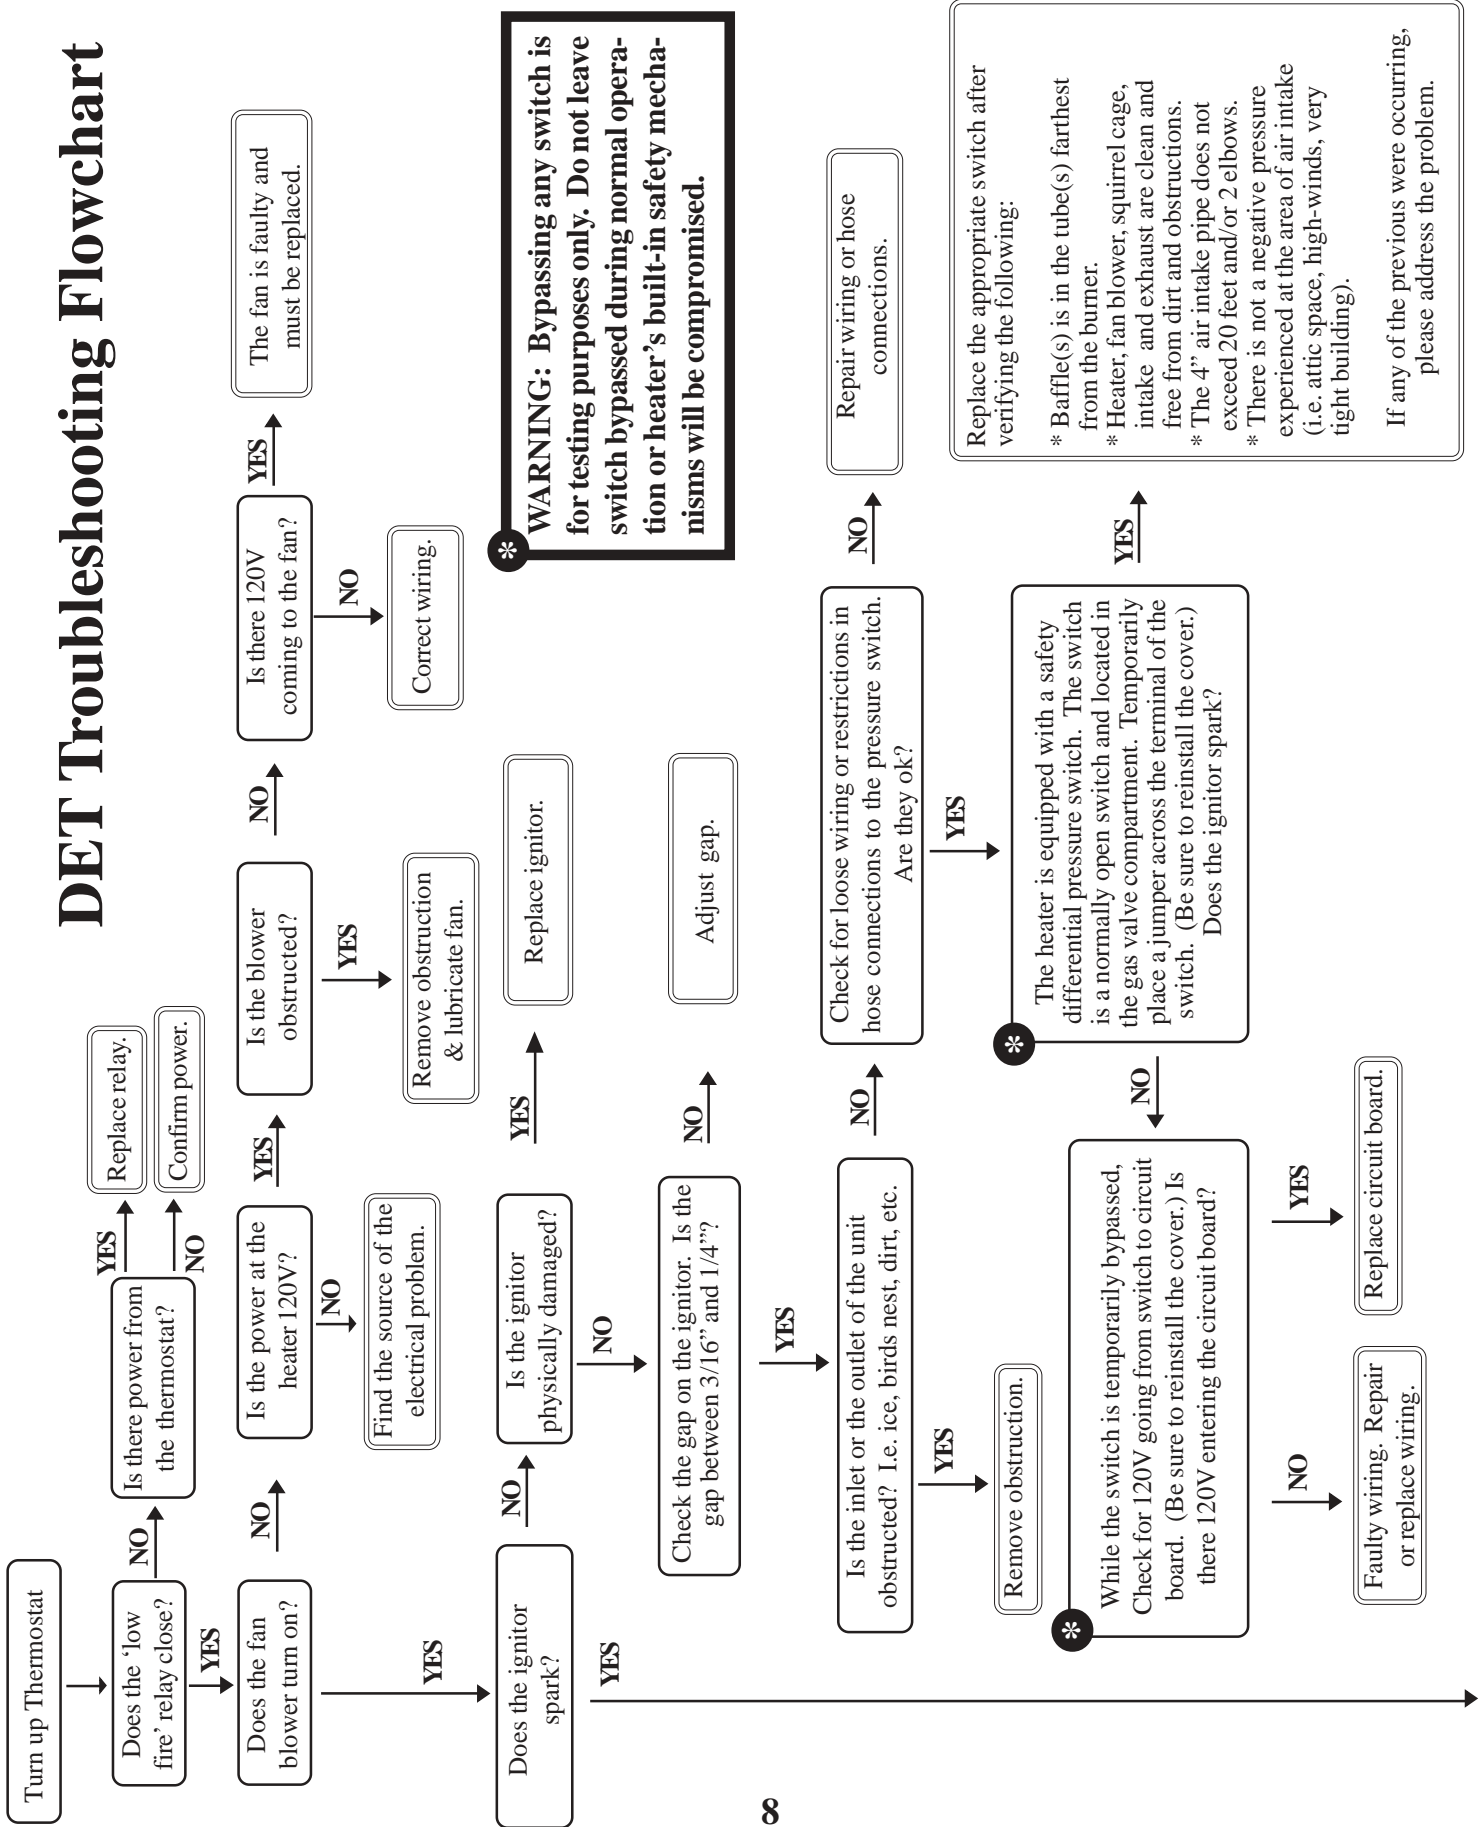 DET Troubleshooting Flowchart
Turn up Thermostat
Does the ‘low
fire’ relay close?
NO
Is there power from
the thermostat?
YES
Replace relay.
NO
Confirm power.
YES
Does the fan
blower turn on?
NO
Is the power at the
heater 120V?
YES
Is the blower
obstructed?
NO
Is there 120V
coming to the fan?
YES
The fan is faulty and
must be replaced.
NO
Find the source of the
electrical problem.
YES
Remove obstruction
& lubricate fan.
NO
Correct wiring.
YES
Does the ignitor
spark?
NO
Is the ignitor
physically damaged?
YES
Replace ignitor.
*
WARNING: Bypassing any switch is
for testing purposes only. Do not leave
switch bypassed during normal opera-
tion or heater’s built-in safety mecha-
nisms will be compromised.
YES
NO
Check the gap on the ignitor. Is the
gap between 3/16” and 1/4”?
NO
Adjust gap.
YES
Is the inlet or the outlet of the unit
obstructed? I.e. ice, birds nest, dirt, etc.
NO
Check for loose wiring or restrictions in
hose connections to the pressure switch.
Are they ok?
NO
Repair wiring or hose
connections.
YES
Remove obstruction.
YES
*
The heater is equipped with a safety
differential pressure switch. The switch
is a normally open switch and located in
the gas valve compartment. Temporarily
place a jumper across the terminal of the
switch. (Be sure to reinstall the cover.)
Does the ignitor spark?
YES
Replace the appropriate switch after
verifying the following:
* Baffle(s) is in the tube(s) farthest
from the burner.
* Heater, fan blower, squirrel cage,
intake and exhaust are clean and
free from dirt and obstructions.
* The 4” air intake pipe does not
exceed 20 feet and/or 2 elbows.
* There is not a negative pressure
experienced at the area of air intake
(i.e. attic space, high-winds, very
tight building).
If any of the previous were occurring,
please address the problem.
NO
*
While the switch is temporarily bypassed,
Check for 120V going from switch to circuit
board. (Be sure to reinstall the cover.) Is
there 120V entering the circuit board?
NO
Faulty wiring. Repair
or replace wiring.
YES
Replace circuit board.
8